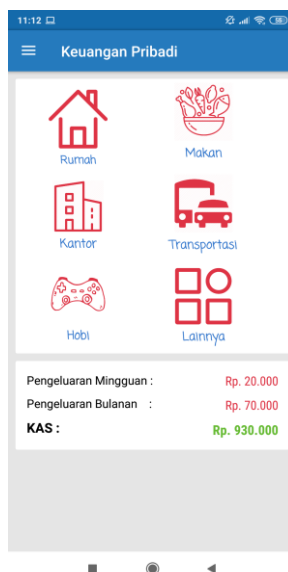 11:12
Keuangan Pribadi
Rumah Makan
Kantor Transportasi
Hobi Lainnya
Pengeluaran Mingguan : Rp. 20.000
Pengeluaran Bulanan : Rp. 70.000
KAS : Rp. 930.000